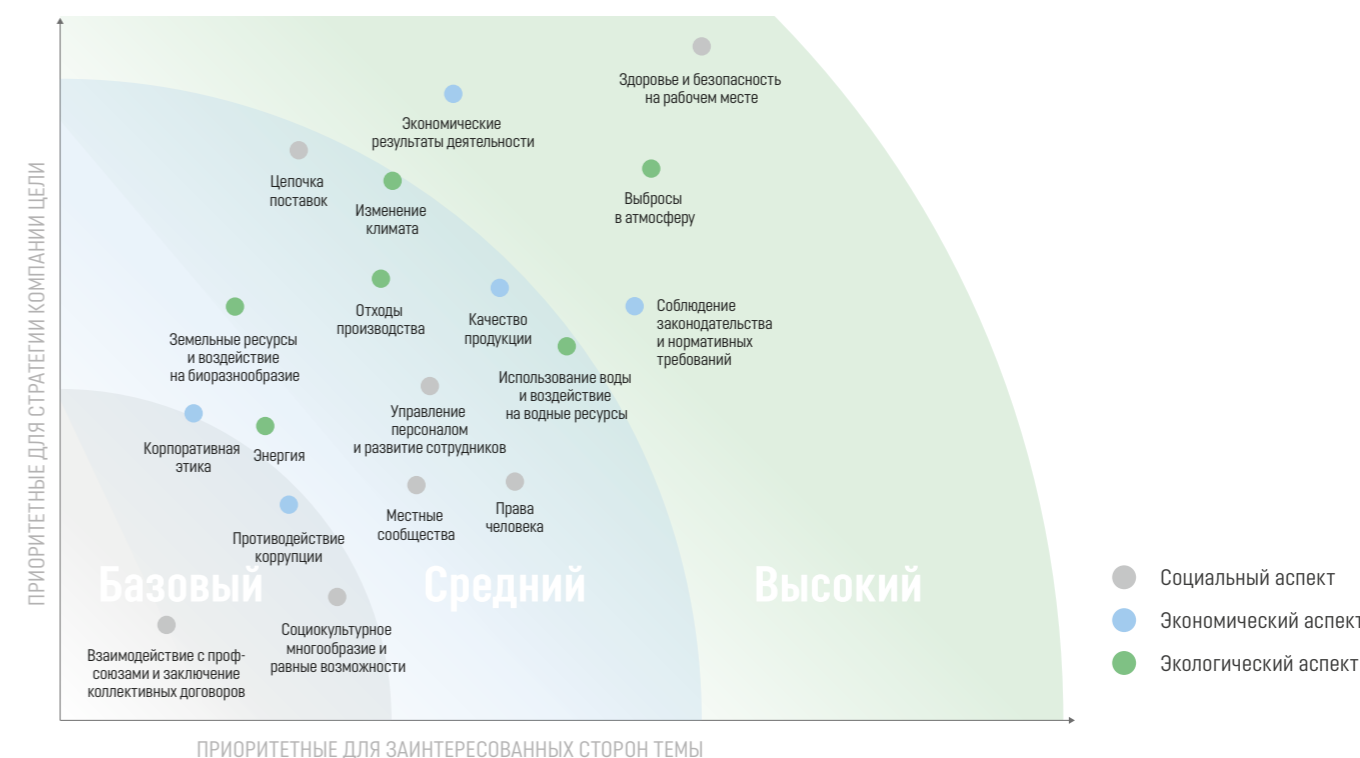 ПРИОРИТЕТНЫЕ ДЛЯ СТРАТЕГИИ КОМПАНИИ ЦЕЛИ
Здоровье и безопасность
на рабочем месте
Экономические
результаты деятельности
Цепочка
поставок
Изменение
климата
Выбросы
в атмосферу
Отходы
производства
Качество
продукции
Соблюдение
законодательства
и нормативных
требований
Земельные ресурсы
и воздействие
на биоразнообразие
Использование воды
и воздействие
на водные ресурсы
Управление
персоналом
и развитие сотрудников
Корпоративная
этика
Энергия
Местные
сообщества
Права
человека
Противодействие
коррупции
Базовый
Средний
Высокий
Социокультурное
многообразие и
равные возможности
Взаимодействие с проф-
союзами и заключение
коллективных договоров
Социальный аспект
Экономический аспект
Экологический аспект
ПРИОРИТЕТНЫЕ ДЛЯ ЗАИНТЕРЕСОВАННЫХ СТОРОН ТЕМЫ